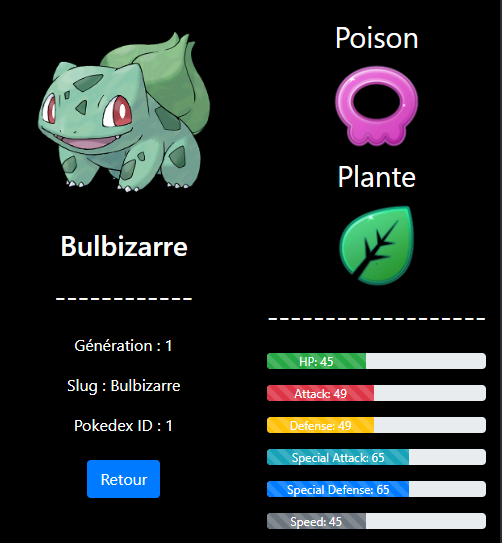 Bulbizarre
------------
Génération : 1
Slug : Bulbizarre
Pokedex ID : 1
Retour
Poison
Plante
-------------------
HP: 45
Attack: 49
Defense: 49
Special Attack: 65
Special Defense: 65
Speed: 45